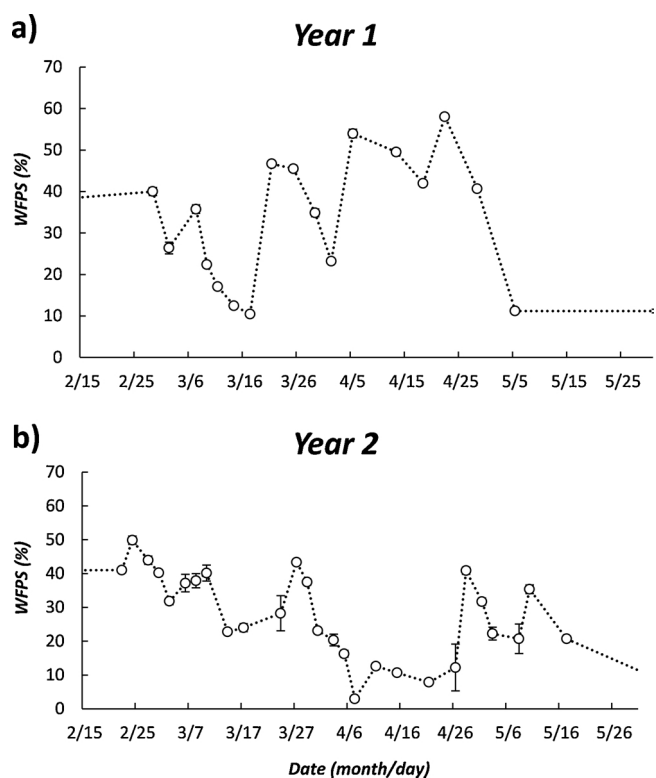 a)
Year 1
70
60
50
40
30
20
10
0
WFPS (%)
2/15 2/25 3/6 3/16 3/26 4/5 4/15 4/25 5/5 5/15 5/25
b)
Year 2
70
60
50
40
30
20
10
0
WFPS (%)
2/15 2/25 3/7 3/17 3/27 4/6 4/16 4/26 5/6 5/16 5/26
Date (month/day)